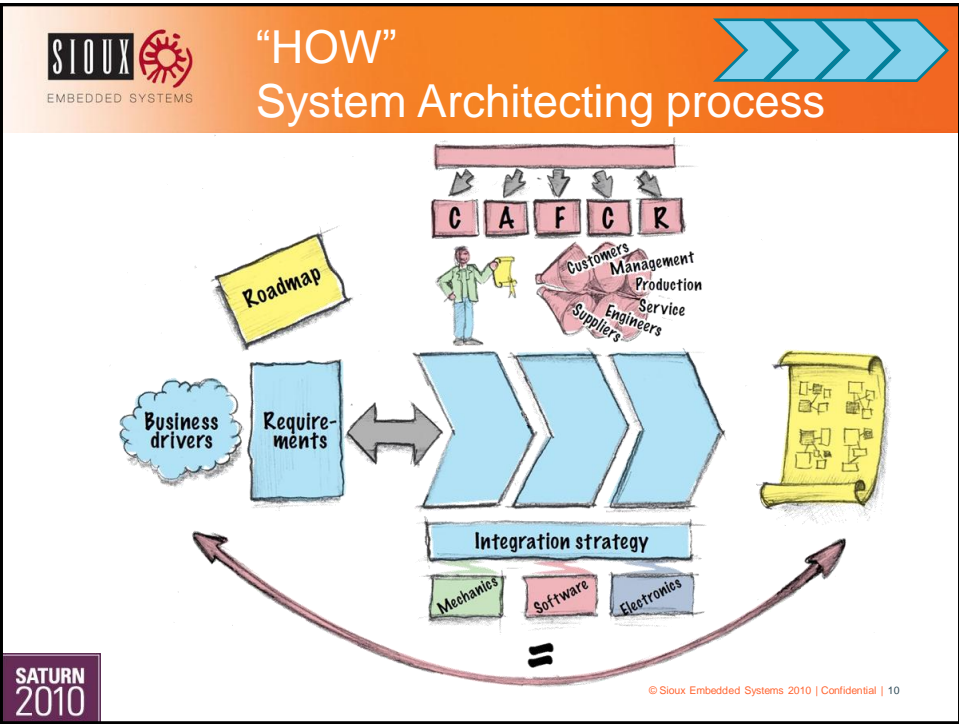 SIOUX
EMBEDDED SYSTEMS
“HOW”
System Architecting process
C A F C R
Customers
Management
Production
Service
Engineers
Suppliers
Roadmap
Business
drivers
Require-
ments
Integration strategy
Mechanics
Software
Electronics
=
SATURN
2010
© Sioux Embedded Systems 2010 | Confidential | 10